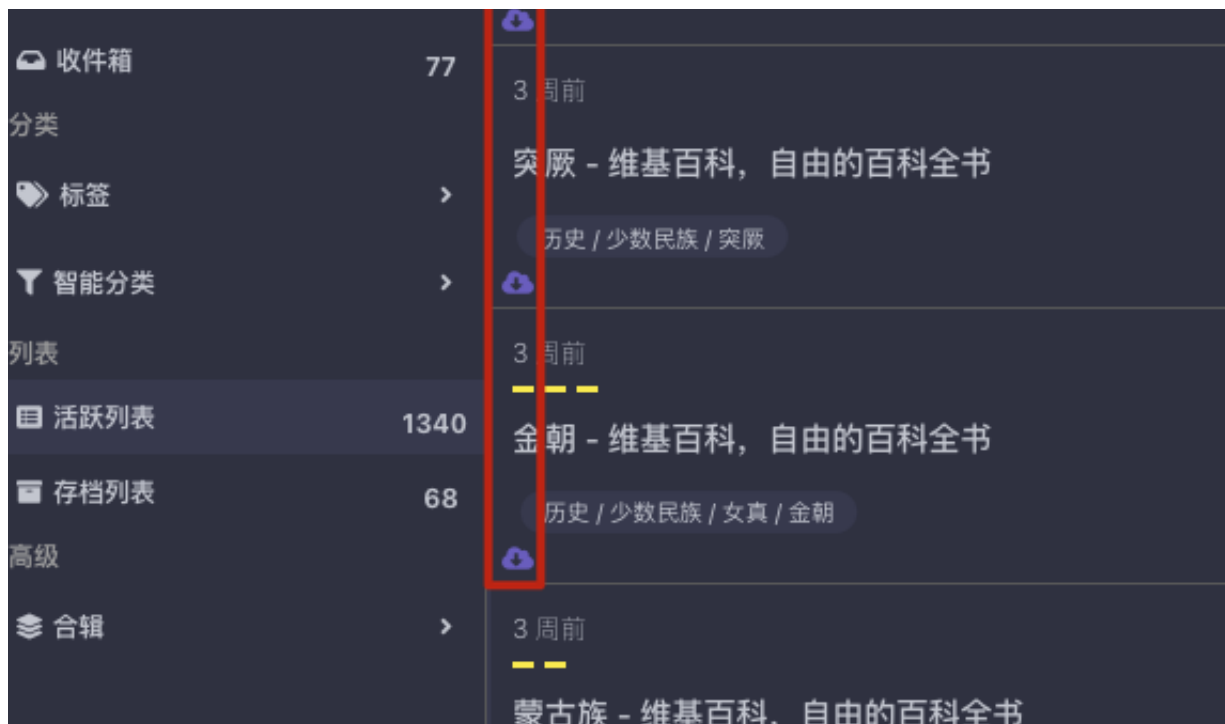 收件箱 77
分类
标签
智能分类
列表
活跃列表 1340
存档列表 68
高级
合辑
3 周前
突厥 - 维基百科，自由的百科全书
历史 / 少数民族 / 突厥
3 周前
金朝 - 维基百科，自由的百科全书
历史 / 少数民族 / 女真 / 金朝
3 周前
蒙古族 - 维基百科，自由的百科全书